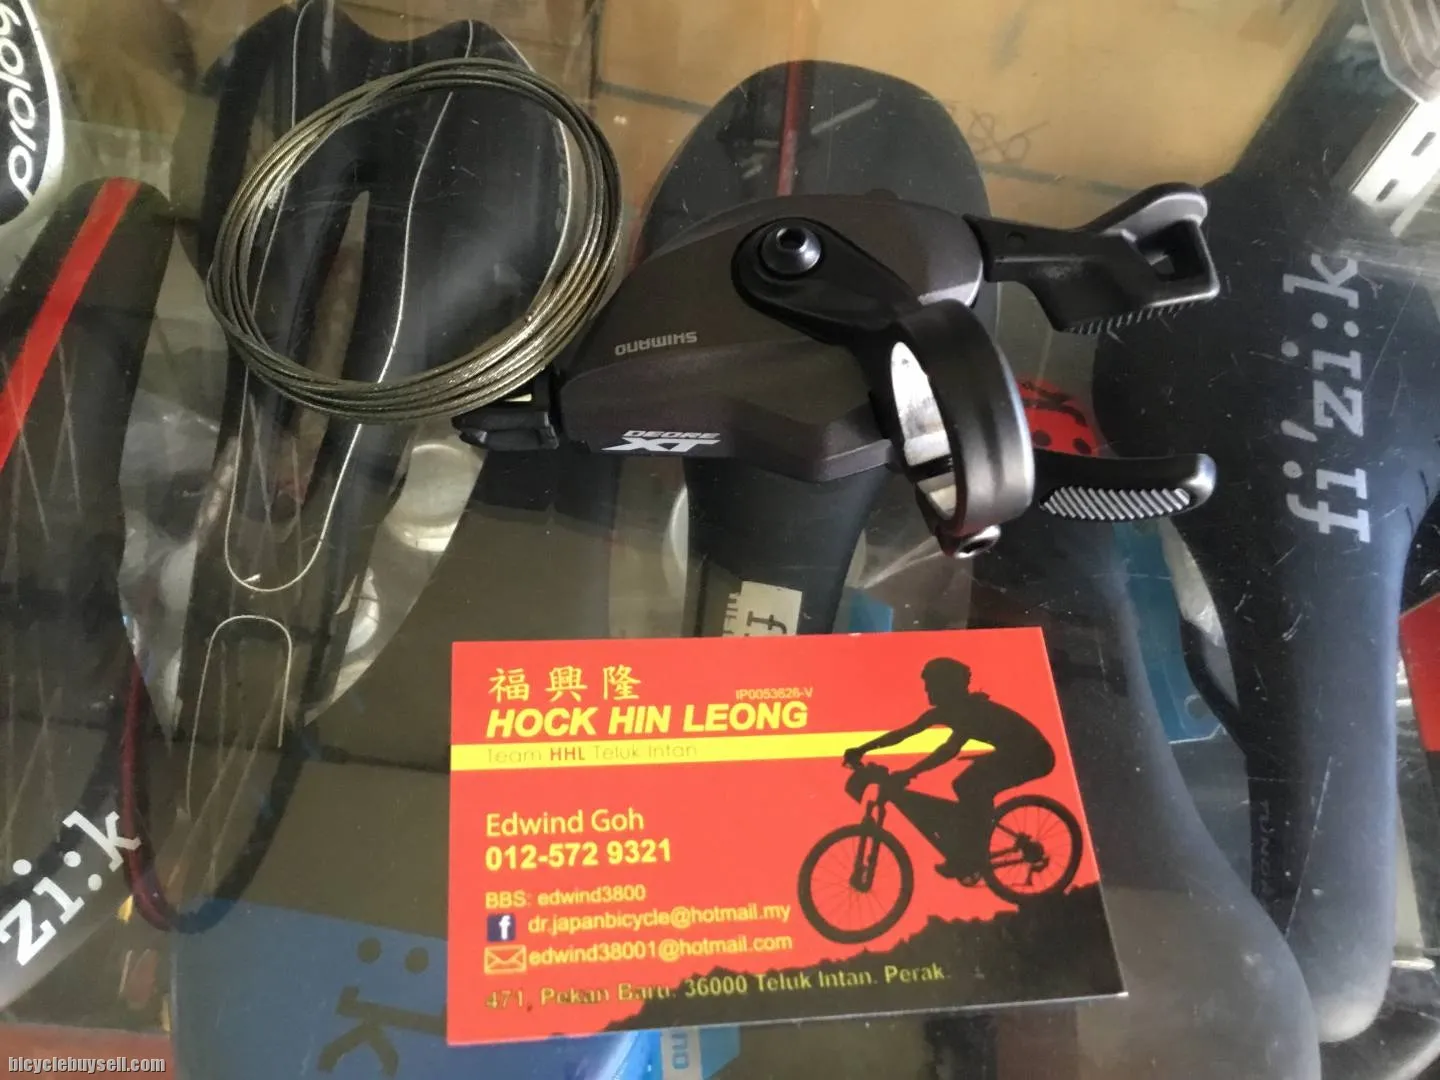 prologo
SHIMANO
DEORE
XT
fi'zi:k
zi:k
:k
福興隆
IP0053626-V
HOCK HIN LEONG
Team HHL Teluk Intan
Edwind Goh
012-572 9321
BBS: edwind3800
f dr.japanbicycle@hotmail.my
edwind38001@hotmail.com
471, Pekan Baru. 36000 Teluk Intan. Perak.
bicyclebuysell.com